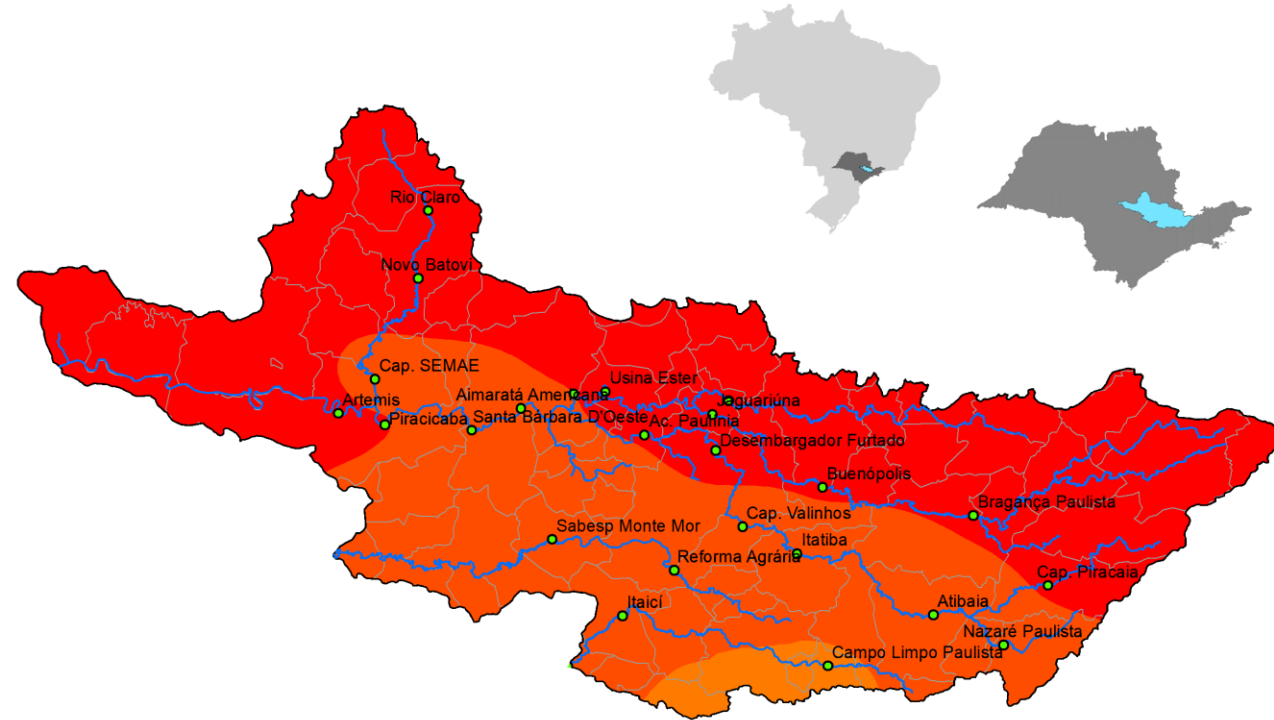 Rio Claro
Novo Batovi
Cap. SEMAE
Usina Ester
Aimaratá Americana
Artemis
Jaguariúna
Piracicaba
Santa Bárbara D'Oeste
Ac. Paulínia
Desembargador Furtado
Buenópolis
Bragança Paulista
Cap. Valinhos
Sabesp Monte Mor
Itatiba
Reforma Agrária
Cap. Piracaia
Itaicí
Atibaia
Nazaré Paulista
Campo Limpo Paulista